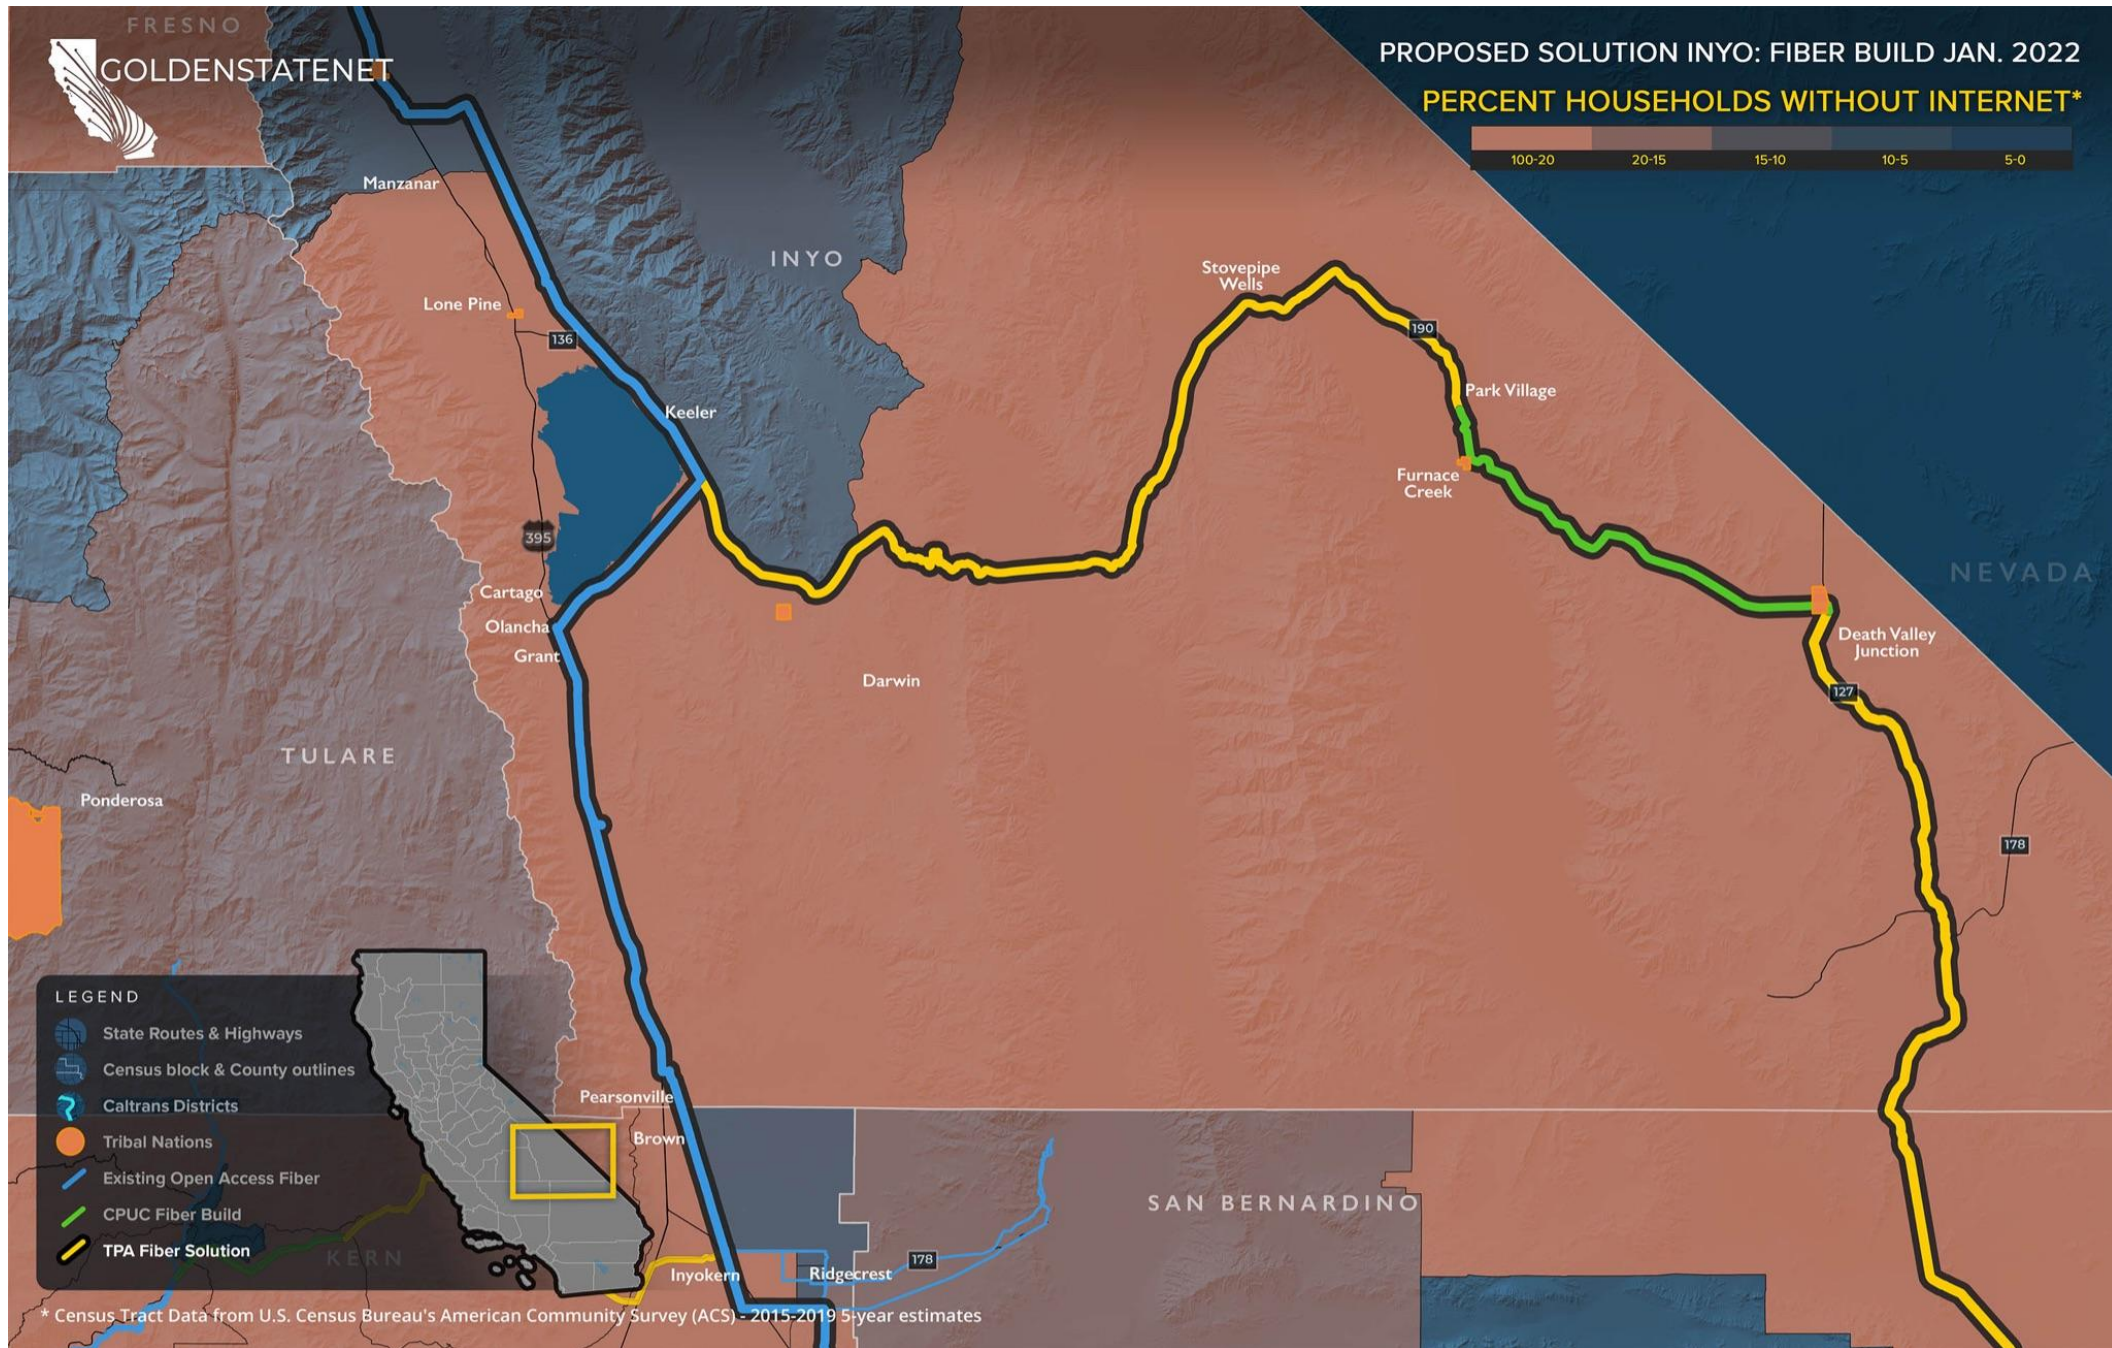 FRESNO
GOLDENSTATENET
PROPOSED SOLUTION INYO: FIBER BUILD JAN. 2022
PERCENT HOUSEHOLDS WITHOUT INTERNET*
100-20 20-15 15-10 10-5 5-0
Manzanar
INYO
Stovepipe
Wells
Lone Pine
136
190
Park Village
Keeler
Furnace
Creek
395
NEVADA
Cartago
Olancha
Grant
Death Valley
Junction
Darwin
127
TULARE
Ponderosa
178
LEGEND
State Routes & Highways
Census block & County outlines
Caltrans Districts
Tribal Nations
Existing Open Access Fiber
CPUC Fiber Build
TPA Fiber Solution
KERN
Pearsonville
Brown
SAN BERNARDINO
178
Inyokern
Ridgecrest
* Census Tract Data from U.S. Census Bureau's American Community Survey (ACS) - 2015-2019 5-year estimates